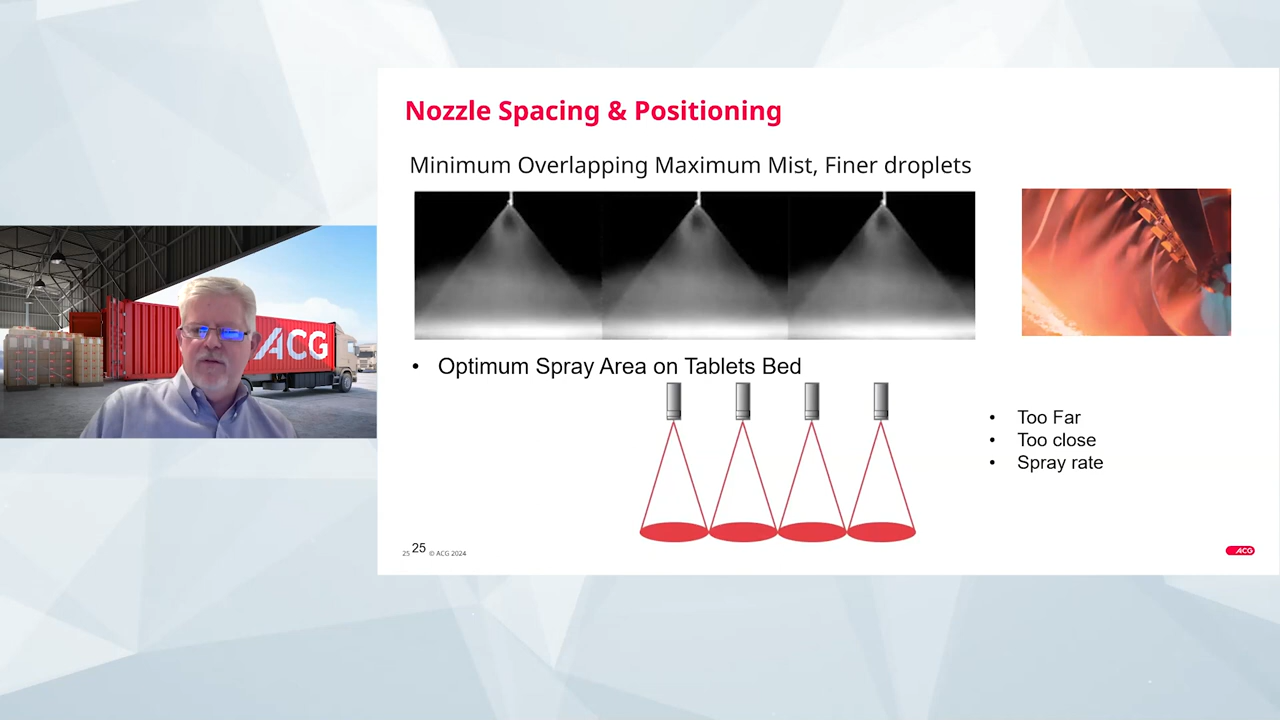 Nozzle Spacing & Positioning
Minimum Overlapping Maximum Mist, Finer droplets
ACG
• Optimum Spray Area on Tablets Bed
• Too Far
• Too close
• Spray rate
25 25 © ACG 2024
ACG